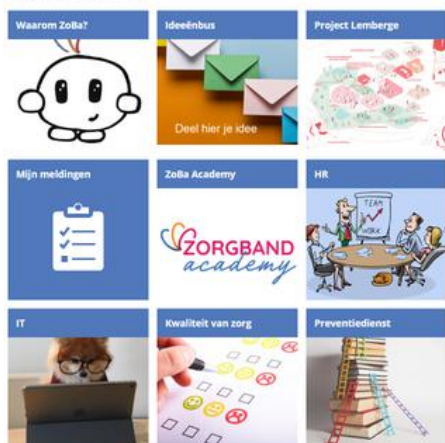 Waarom ZoBa?
Ideeënbus
Project Lemberge
Deel hier je idee
Mijn meldingen
ZoBa Academy
HR
ZORGBAND
academy
TEAM
WORK
IT
Kwaliteit van zorg
Preventiedienst